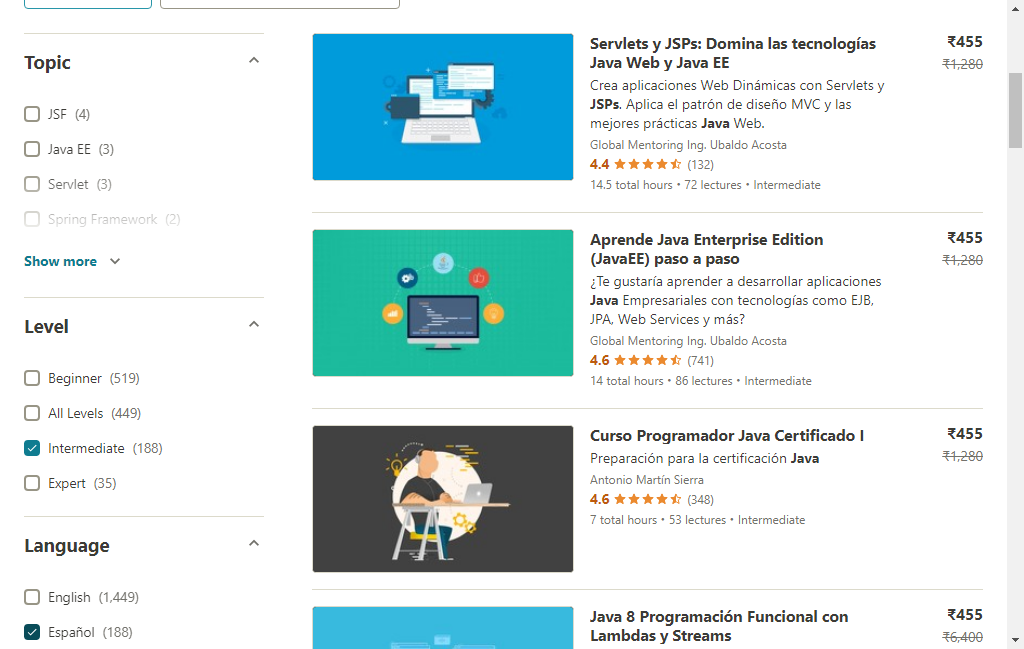 Topic
JSF (4)
Java EE (3)
Servlet (3)
Spring Framework (2)
Show more
Level
Beginner (519)
All Levels (449)
Intermediate (188)
Expert (35)
Language
English (1,449)
Español (188)
Servlets y JSPs: Domina las tecnologías
Java Web y Java EE
₹455
₹1,280
Crea aplicaciones Web Dinámicas con Servlets y
JSPs. Aplica el patrón de diseño MVC y las
mejores prácticas Java Web.
Global Mentoring Ing. Ubaldo Acosta
4.4 (132)
14.5 total hours • 72 lectures • Intermediate
Aprende Java Enterprise Edition
(JavaEE) paso a paso
₹455
₹1,280
¿Te gustaría aprender a desarrollar aplicaciones
Java Empresariales con tecnologías como EJB,
JPA, Web Services y más?
Global Mentoring Ing. Ubaldo Acosta
4.6 (741)
14 total hours • 86 lectures • Intermediate
Curso Programador Java Certificado I
₹455
₹1,280
Preparación para la certificación Java
Antonio Martín Sierra
4.6 (348)
7 total hours • 53 lectures • Intermediate
Java 8 Programación Funcional con
Lambdas y Streams
₹455
₹6,400